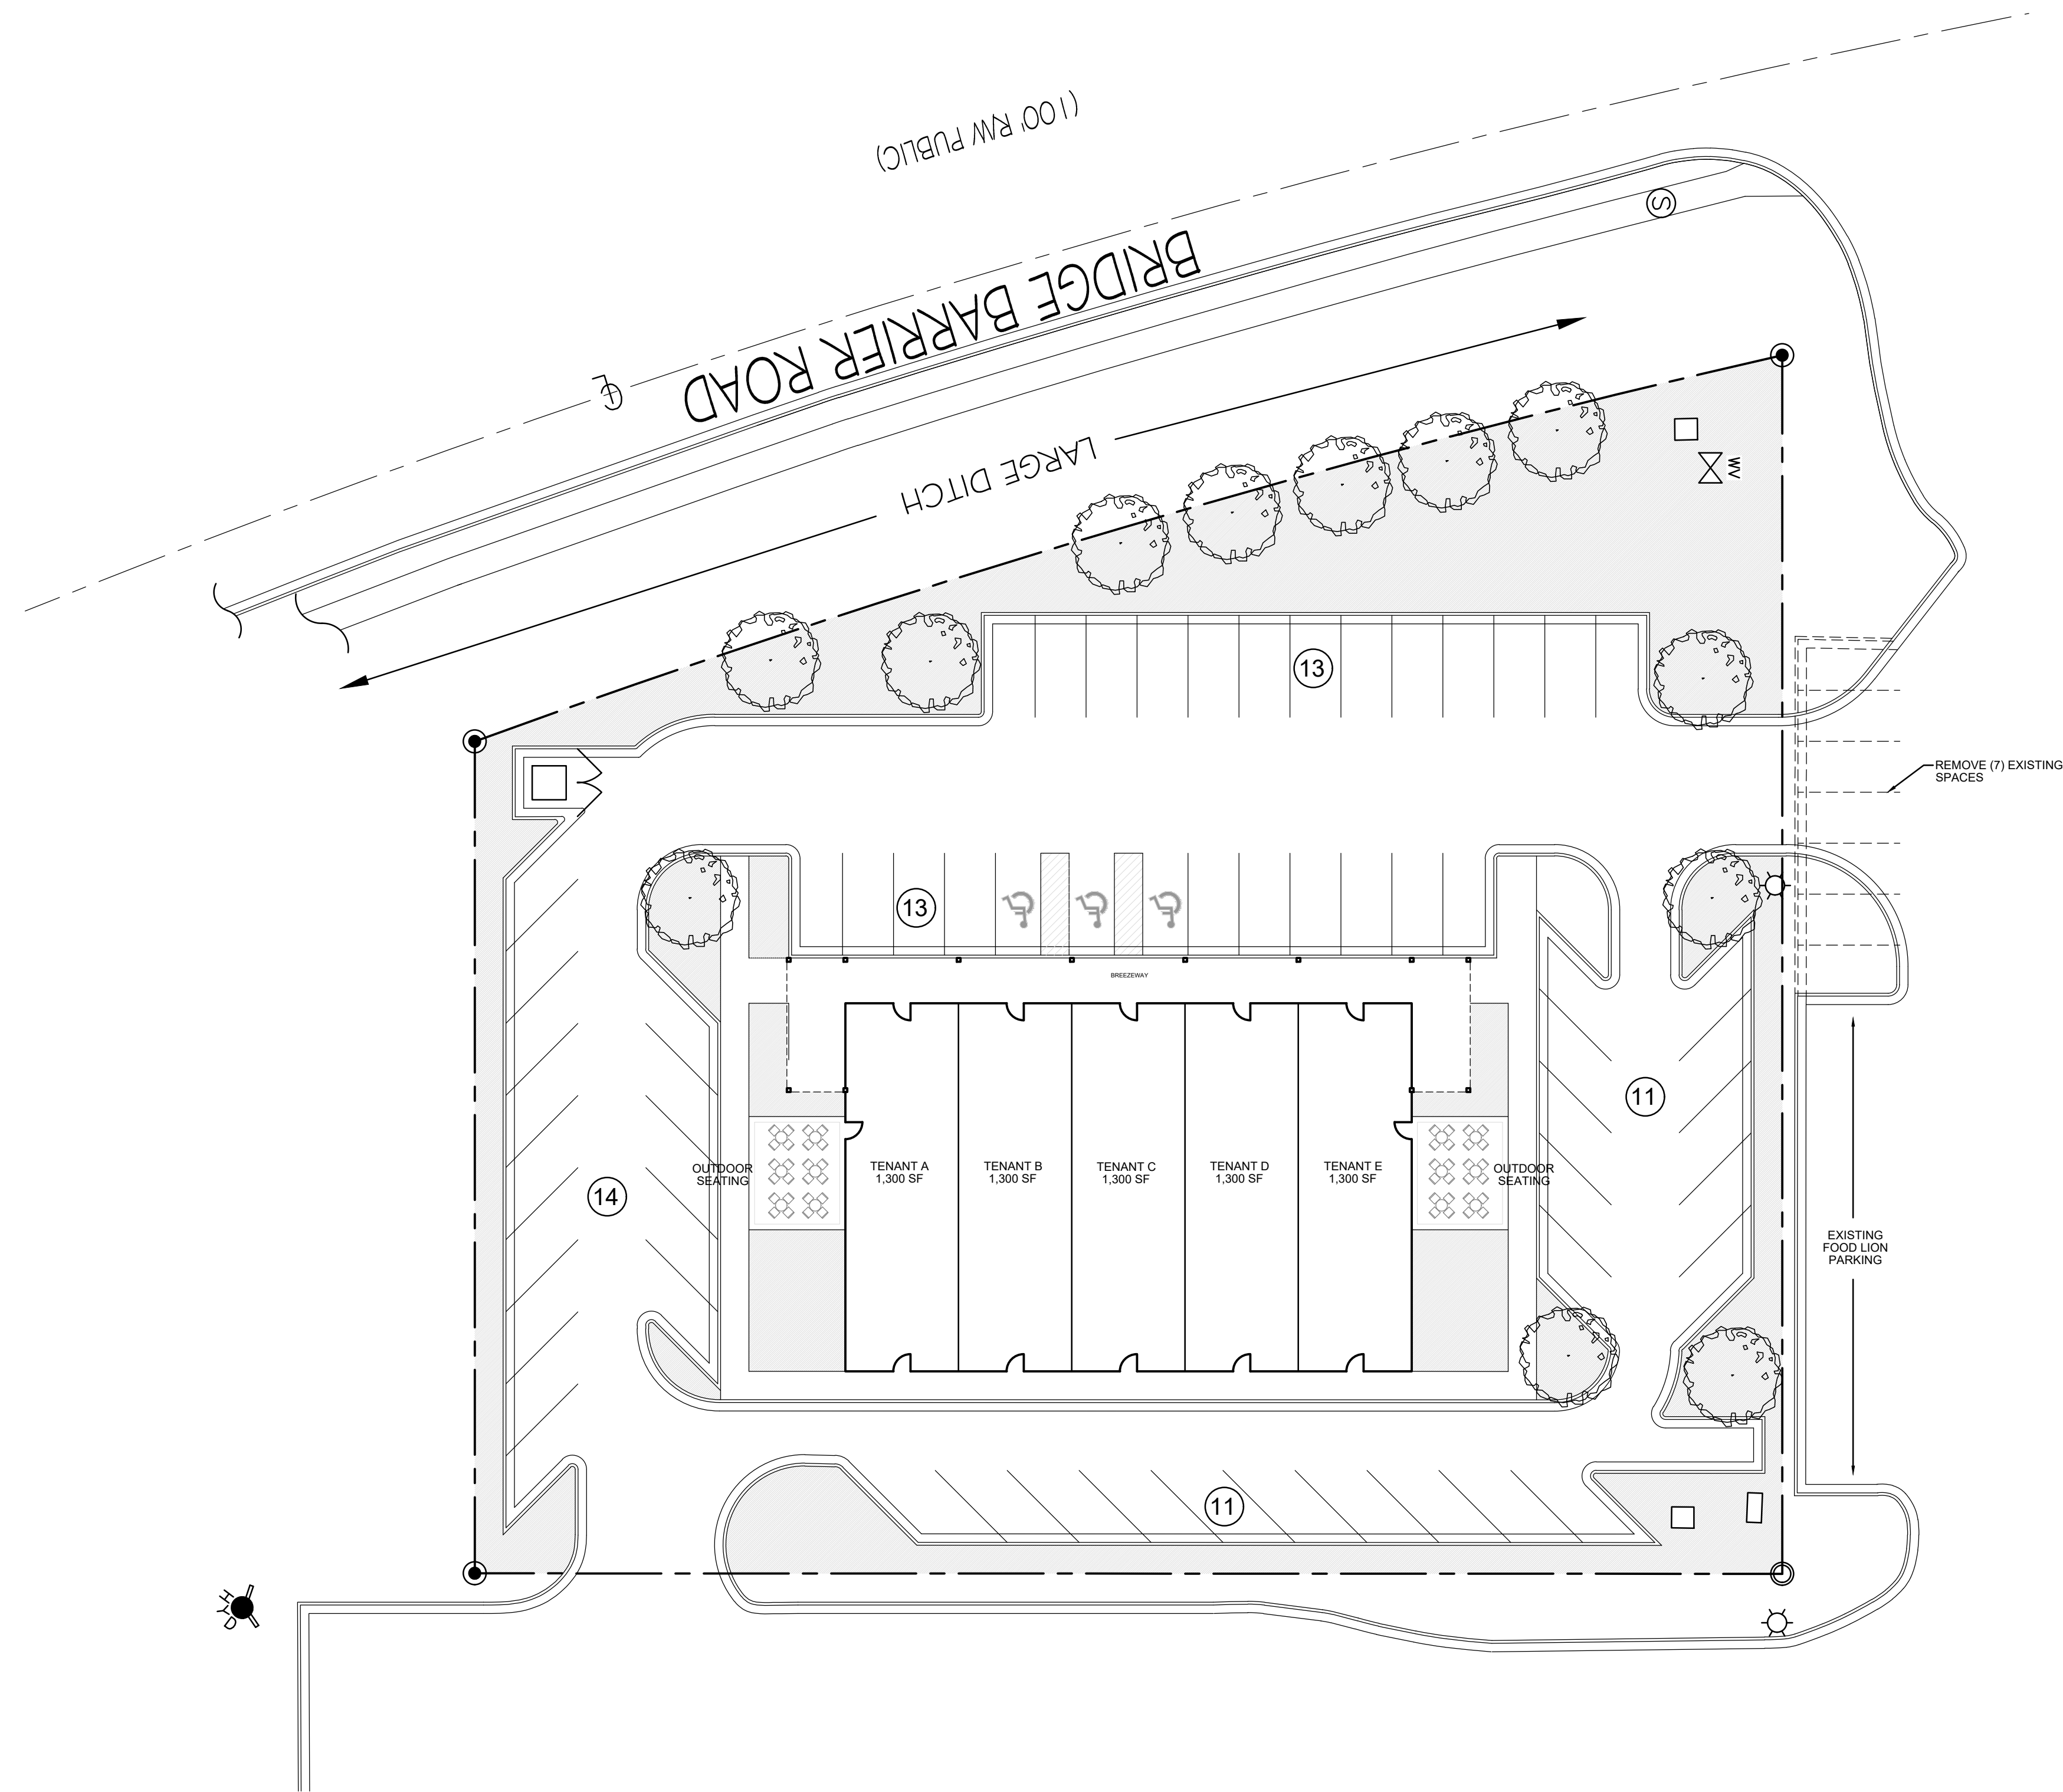 (100' R/W PUBLIC)
BRIDGE BARRIER ROAD
CL
S
LARGE DITCH
W
13
REMOVE (7) EXISTING
SPACES
13
BREEZEWAY
11
OUTDOOR
SEATING
TENANT A
1,300 SF
TENANT B
1,300 SF
TENANT C
1,300 SF
TENANT D
1,300 SF
TENANT E
1,300 SF
OUTDOOR
SEATING
14
EXISTING
FOOD LION
PARKING
11
HYD